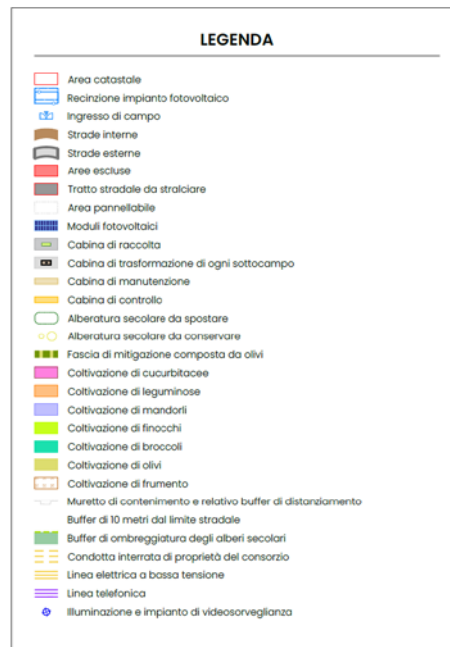 LEGENDA
Area catastale
Recinzione impianto fotovoltaico
Ingresso di campo
Strade interne
Strade esterne
Aree escluse
Tratto stradale da stralciare
Area pannellabile
Moduli fotovoltaici
Cabina di raccolta
Cabina di trasformazione di ogni sottocampo
Cabina di manutenzione
Cabina di controllo
Alberatura secolare da spostare
Alberatura secolare da conservare
Fascia di mitigazione composta da olivi
Coltivazione di cucurbitacee
Coltivazione di leguminose
Coltivazione di mandorli
Coltivazione di finocchi
Coltivazione di broccoli
Coltivazione di olivi
Coltivazione di frumento
Muretto di contenimento e relativo buffer di distanziamento
Buffer di 10 metri dal limite stradale
Buffer di ombreggiatura degli alberi secolari
Condotta interrata di proprietà del consorzio
Linea elettrica a bassa tensione
Linea telefonica
Illuminazione e impianto di videosorveglianza